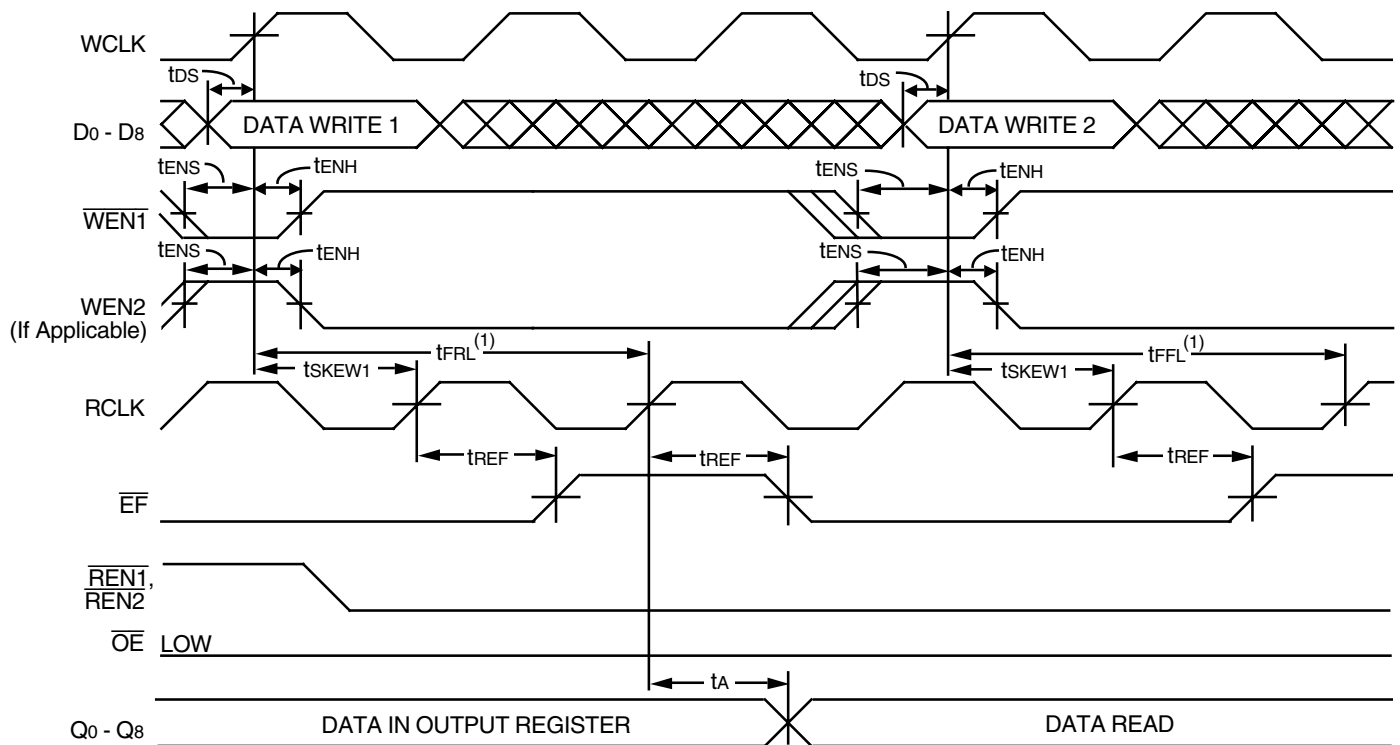 WCLK
tDS
tDS
D0 - D8
DATA WRITE 1
DATA WRITE 2
tENS
tENH
tENS
tENH
WEN1
tENS
tENH
tENS
tENH
WEN2
(If Applicable)
tFRL(1)
tFFL(1)
tSKEW1
tSKEW1
RCLK
tREF
tREF
tREF
EF
REN1,
REN2
OE
LOW
tA
Q0 - Q8
DATA IN OUTPUT REGISTER
DATA READ